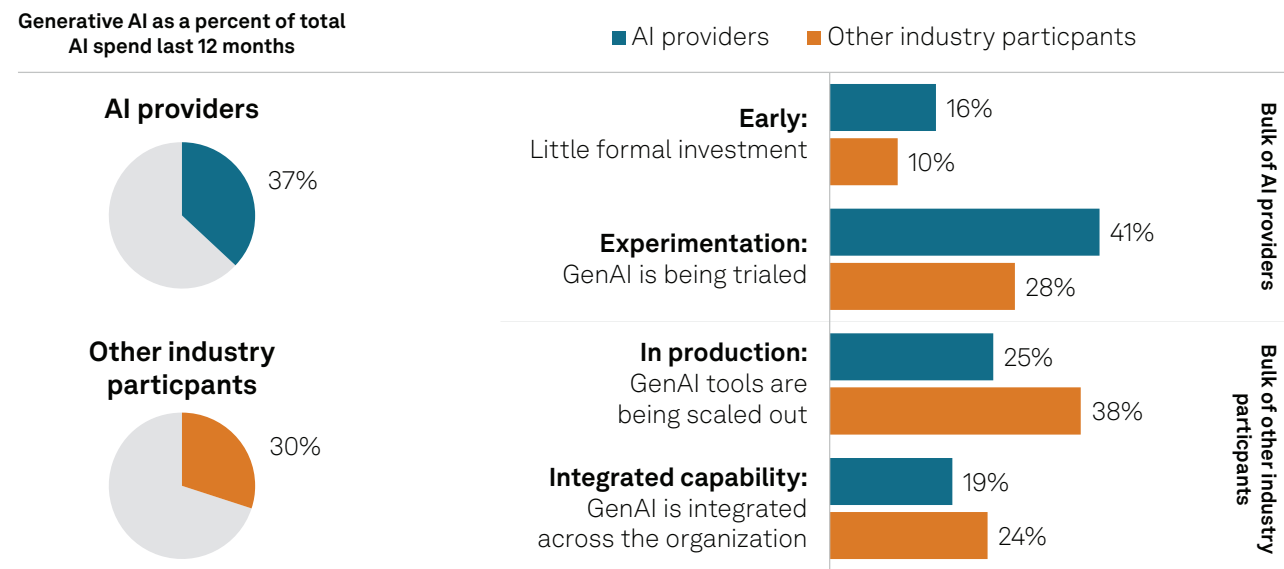 Generative AI as a percent of total
AI spend last 12 months
AI providers
37%
Other industry
particpants
30%
AI providers
Other industry particpants
Early:
Little formal investment
16%
10%
Experimentation:
GenAI is being trialed
41%
28%
Bulk of AI providers
In production:
GenAI tools are
being scaled out
25%
38%
Integrated capability:
GenAI is integrated
across the organization
19%
24%
Bulk of other industry
particpants